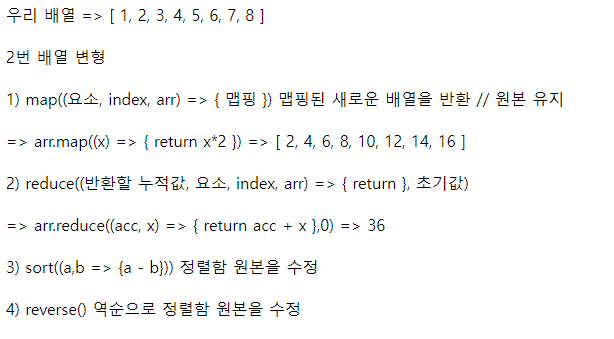 우리 배열 => [ 1, 2, 3, 4, 5, 6, 7, 8 ]
2번 배열 변형
1) map((요소, index, arr) => { 맵핑 }) 맵핑된 새로운 배열을 반환 // 원본 유지
=> arr.map((x) => { return x*2 }) => [ 2, 4, 6, 8, 10, 12, 14, 16 ]
2) reduce((반환할 누적값, 요소, index, arr) => { return }, 초기값)
=> arr.reduce((acc, x) => { return acc + x },0) => 36
3) sort((a,b => {a - b})) 정렬함 원본을 수정
4) reverse() 역순으로 정렬함 원본을 수정